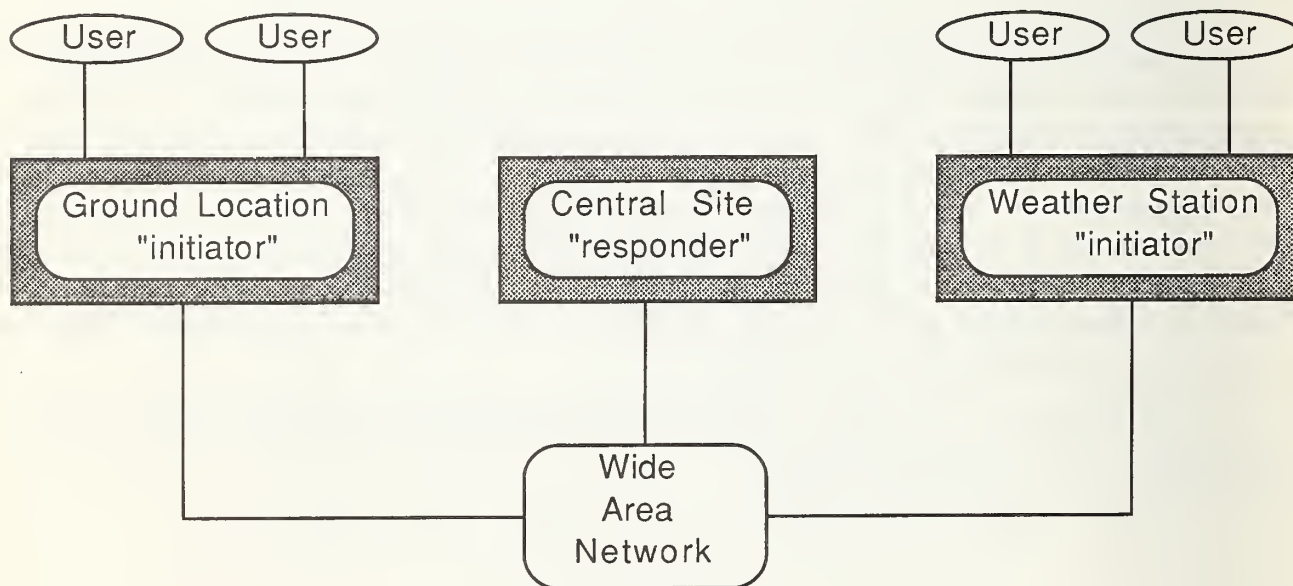 User
User
User
User
Ground Location
"initiator"
Central Site
"responder"
Weather Station
"initiator"
Wide
Area
Network